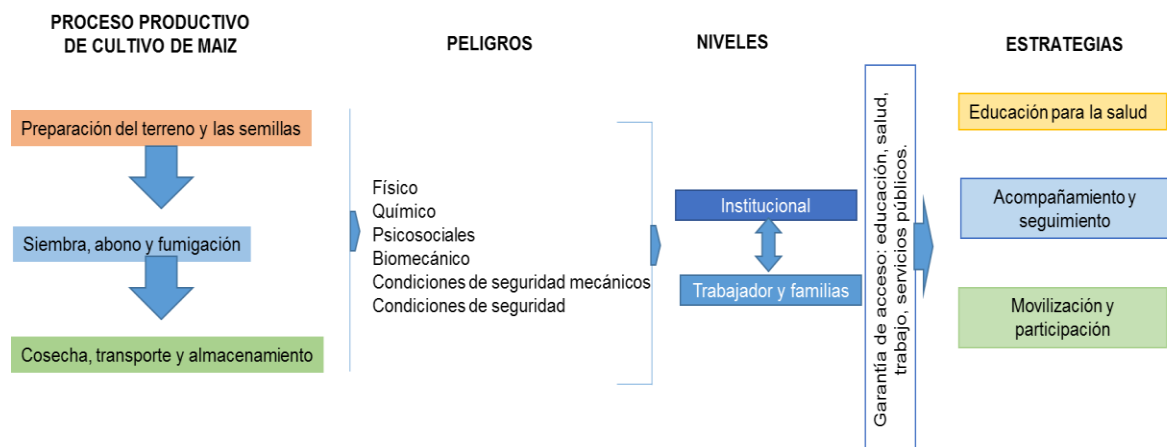 PROCESO PRODUCTIVO
DE CULTIVO DE MAIZ
Preparación del terreno y las semillas
Siembra, abono y fumigación
Cosecha, transporte y almacenamiento
PELIGROS
Físico
Químico
Psicosociales
Biomecánico
Condiciones de seguridad mecánicos
Condiciones de seguridad
NIVELES
Institucional
Trabajador y familias
Garantía de acceso: educación, salud,
trabajo, servicios públicos.
ESTRATEGIAS
Educación para la salud
Acompañamiento y
seguimiento
Movilización y
participación